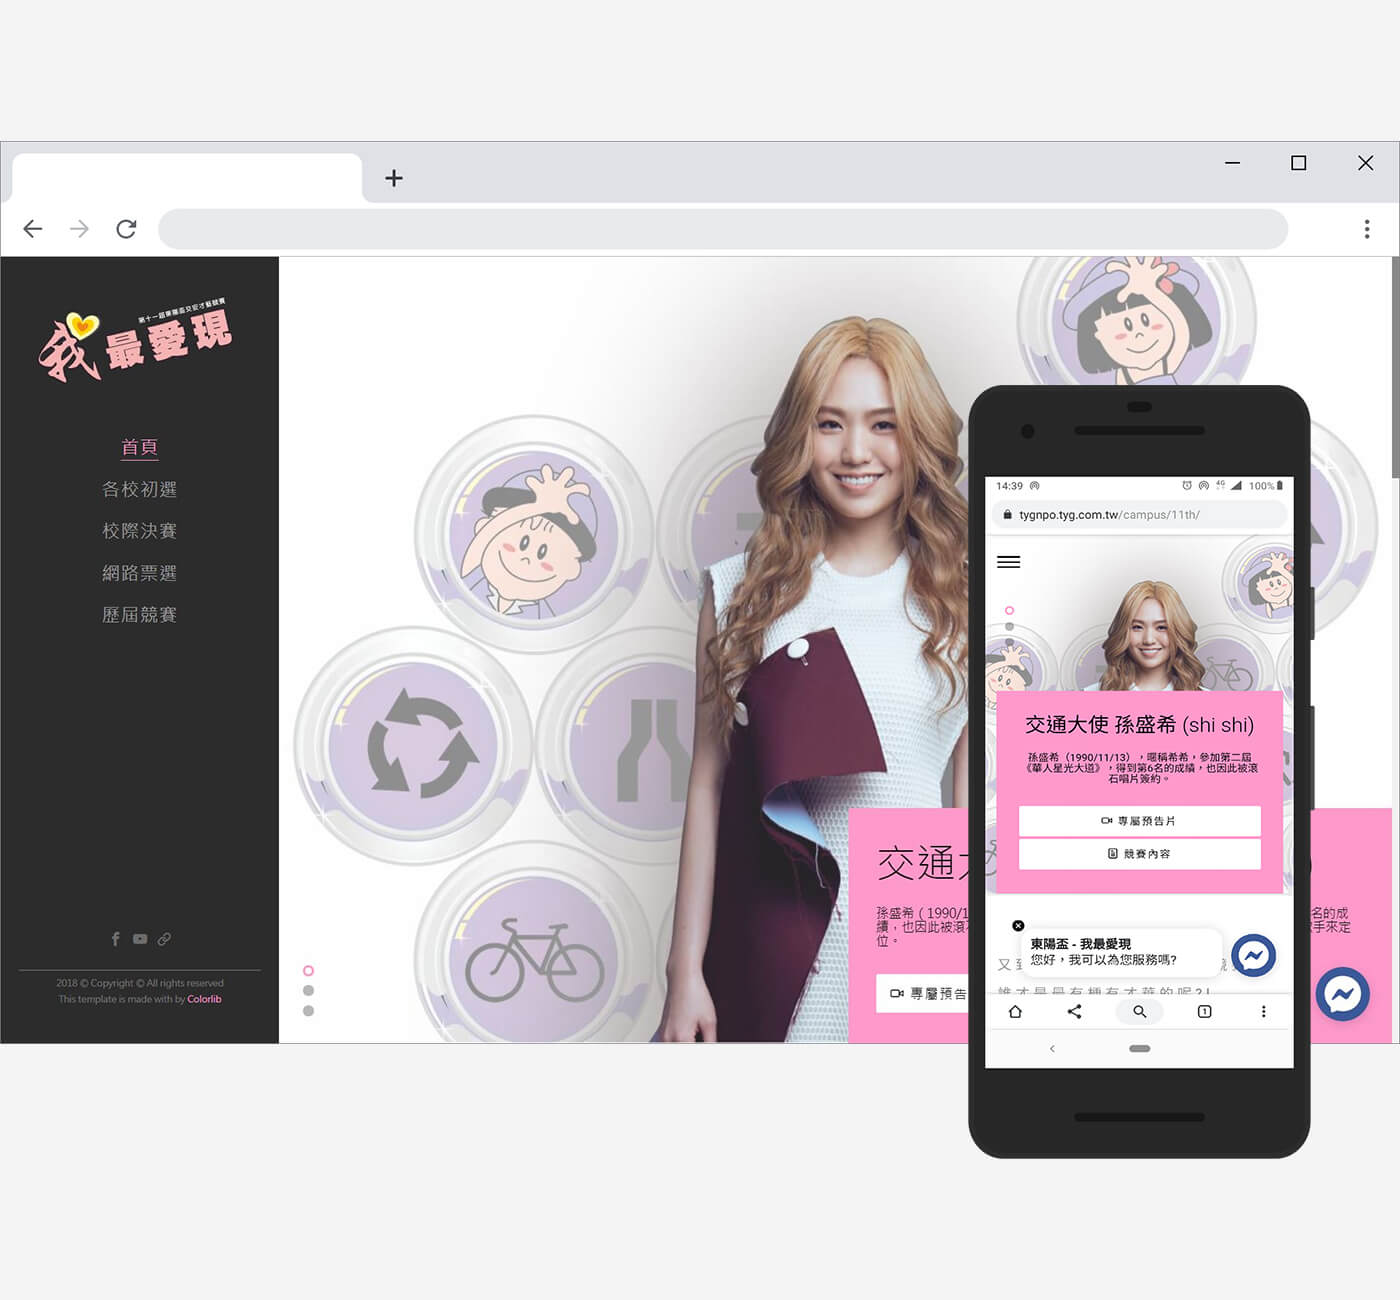 第十一屆東陽盃交安才藝競賽
我最愛現
首頁
各校初選
校際決賽
網路票選
歷屆競賽
2018 © Copyright © All rights reserved
This template is made with by Colorlib
交通大
孫盛希 ( 1990/1
名的成
績，也因此被滾
手來定
位。
專屬預告
14:39
4G
100%
tygnpo.tyg.com.tw/campus/11th/
交通大使 孫盛希 (shi shi)
孫盛希（1990/11/13），暱稱希希，參加第二屆
《華人星光大道》，得到第6名的成績，也因此被滾
石唱片簽約。
專屬預告片
競賽內容
又到
東陽盃 - 我最愛現
您好，我可以為您服務嗎?
誰才是最有梗有才華的呢?!
1